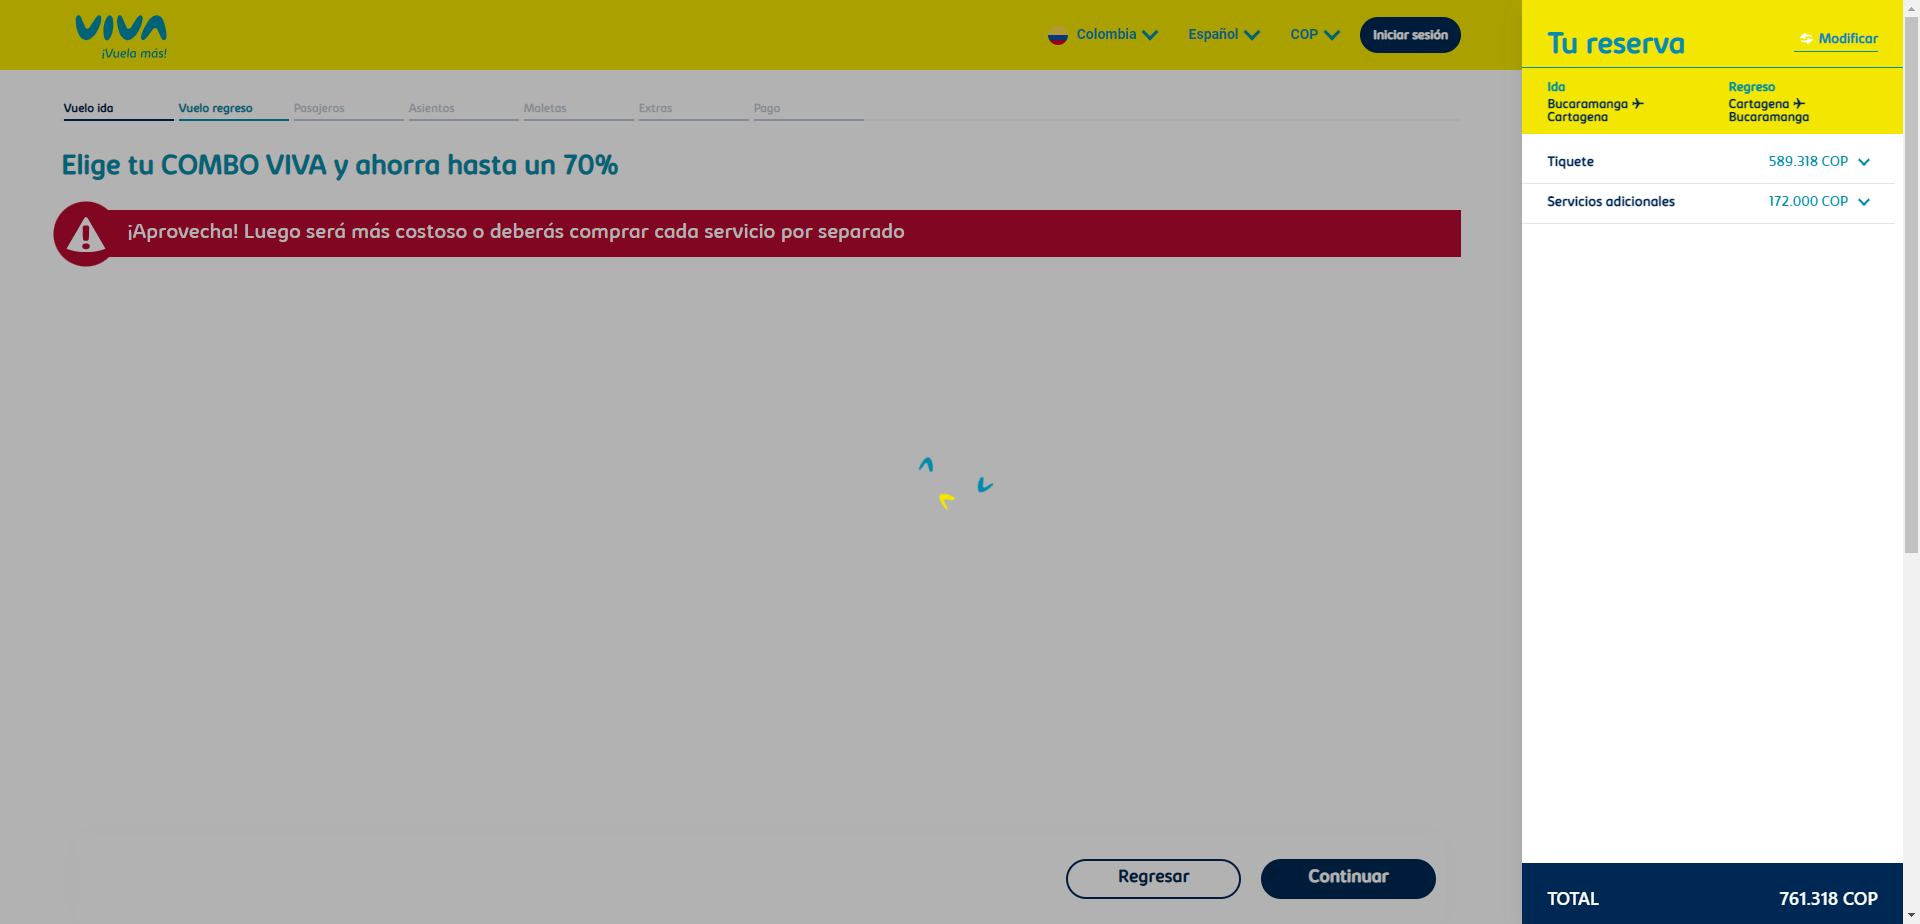 VIVA
¡Vuela más!
Colombia
Español
COP
Iniciar sesión
Vuelo ida
Vuelo regreso
Pasajeros
Asientos
Maletas
Extras
Pago
Elige tu COMBO VIVA y ahorra hasta un 70%
¡Aprovecha! Luego será más costoso o deberás comprar cada servicio por separado
Regresar
Continuar
Tu reserva
Modificar
Ida
Bucaramanga
Cartagena
Regreso
Cartagena
Bucaramanga
Tiquete 589.318 COP
Servicios adicionales 172.000 COP
TOTAL 761.318 COP